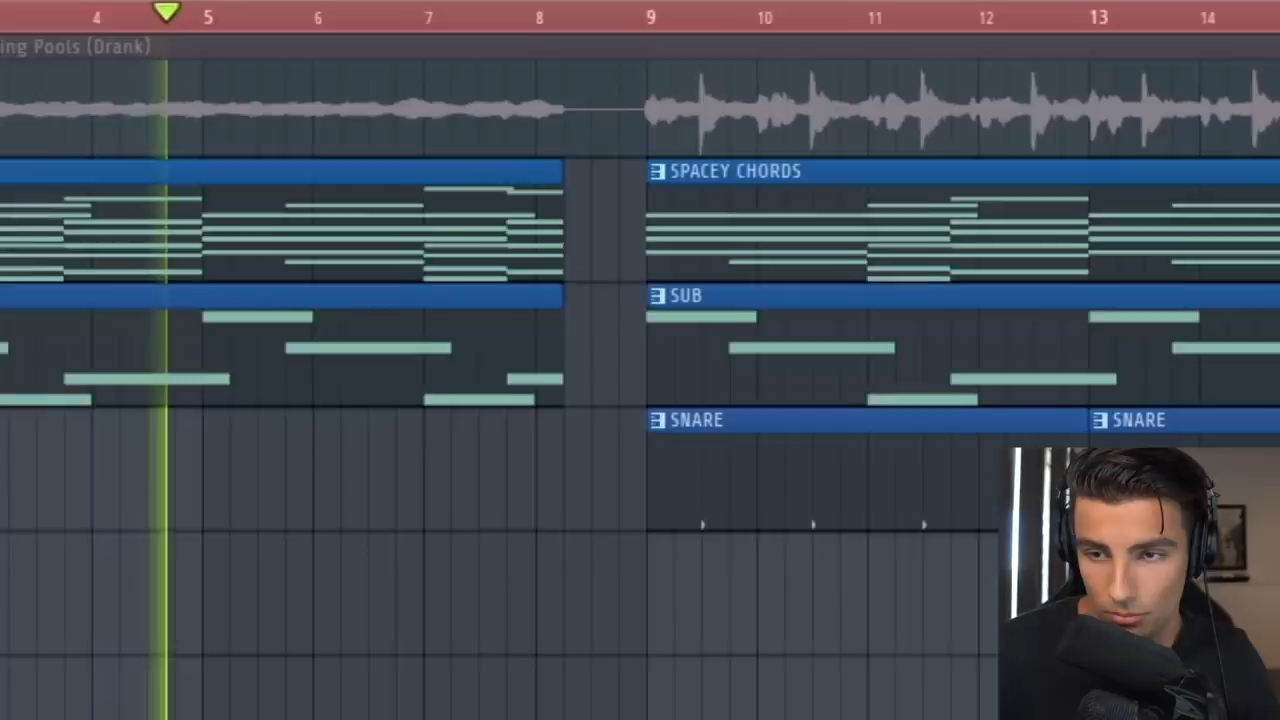 4 5 6 7 8 9 10 11 12 13 14
ing Pools (Drank)
SPACEY CHORDS
SUB
SNARE SNARE